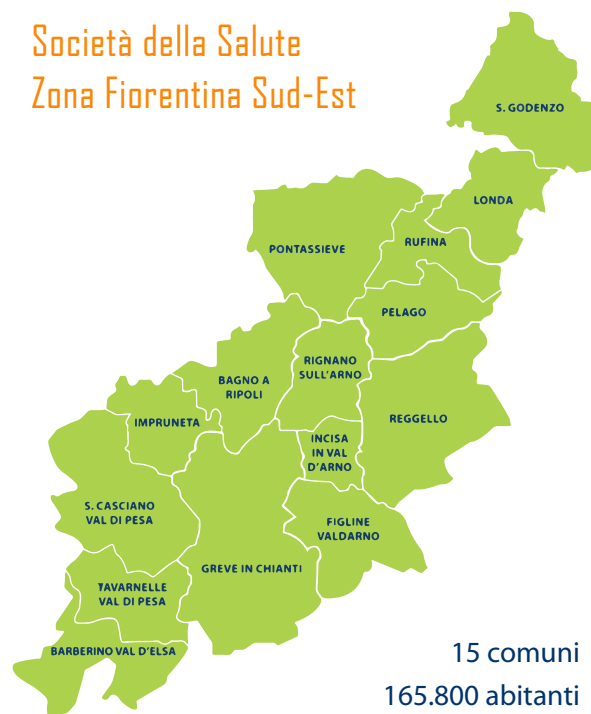 Società della Salute
Zona Fiorentina Sud-Est
S. GODENZO
LONDA
RUFINA
PONTASSIEVE
PELAGO
RIGNANO
SULL'ARNO
BAGNO A
RIPOLI
REGGELLO
IMPRUNETA
INCISA
IN VAL
D'ARNO
S. CASCIANO
VAL DI PESA
FIGLINE
VALDARNO
GREVE IN CHIANTI
TAVARNELLE
VAL DI PESA
BARBERINO VAL D'ELSA
15 comuni
165.800 abitanti